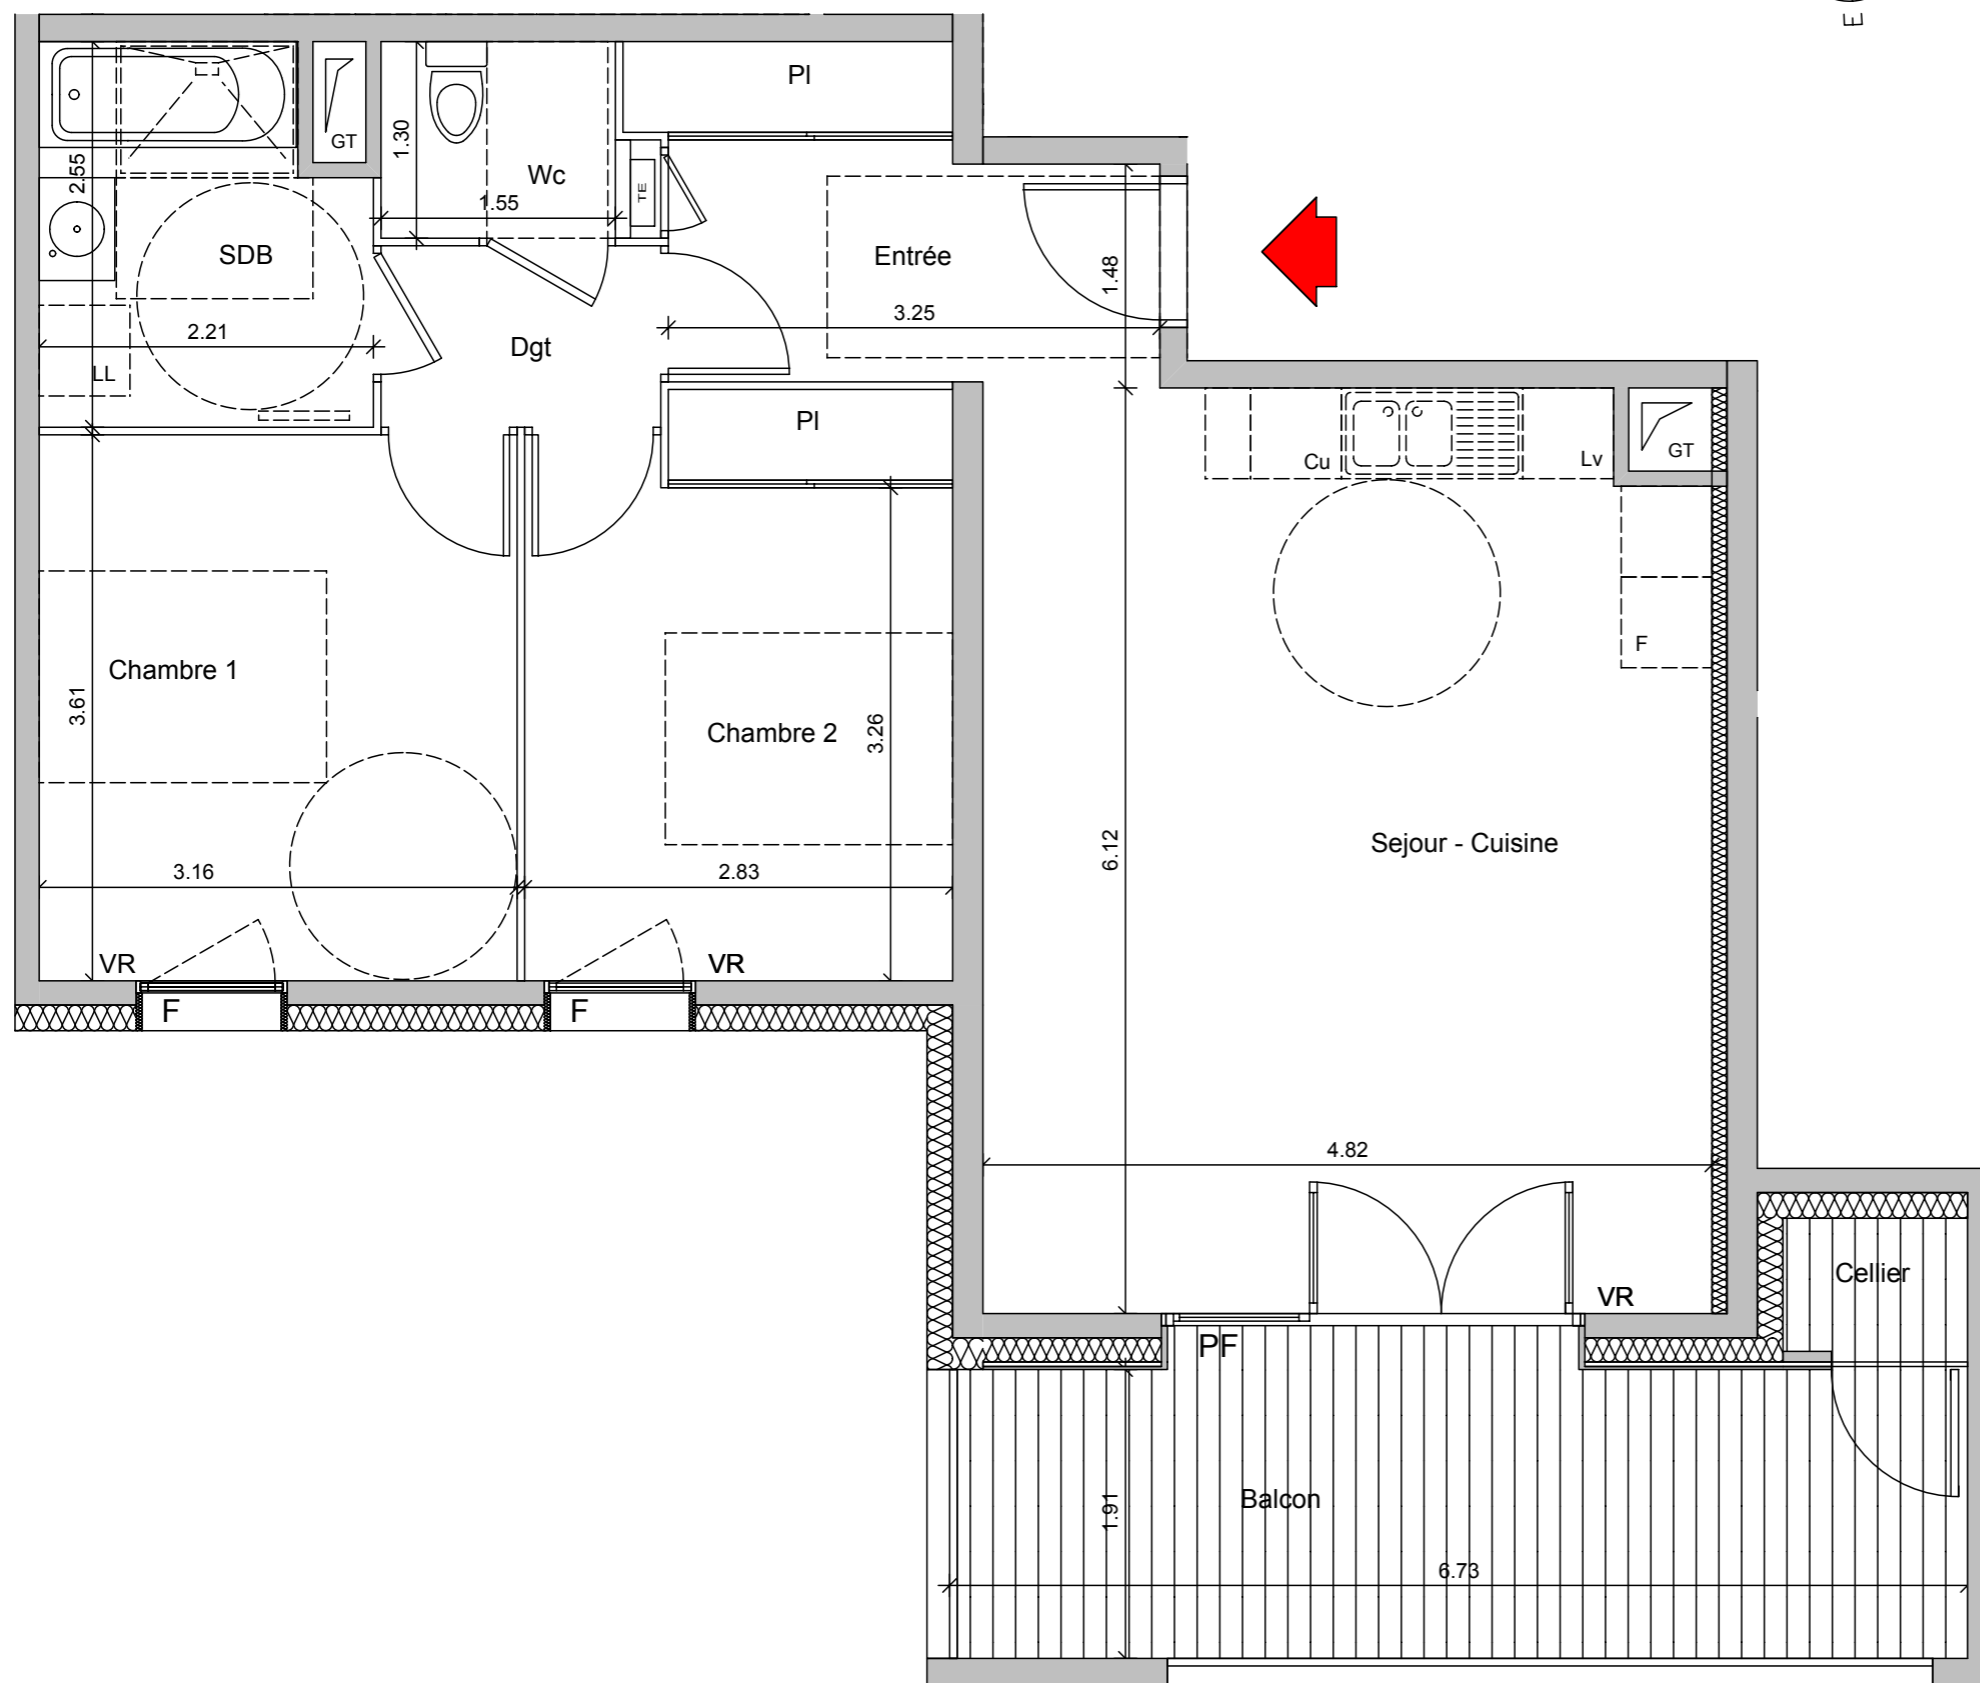 E
Pl
GT
1.30
2.55
Wc
TE
1.55
SDB
Entrée
1.48
3.25
2.21
Dgt
LL
Pl
Cu
Lv
GT
F
Chambre 1
3.61
Chambre 2
3.26
6.12
Sejour - Cuisine
3.16
2.83
VR
VR
F
F
4.82
Cellier
VR
PF
Balcon
1.91
6.73